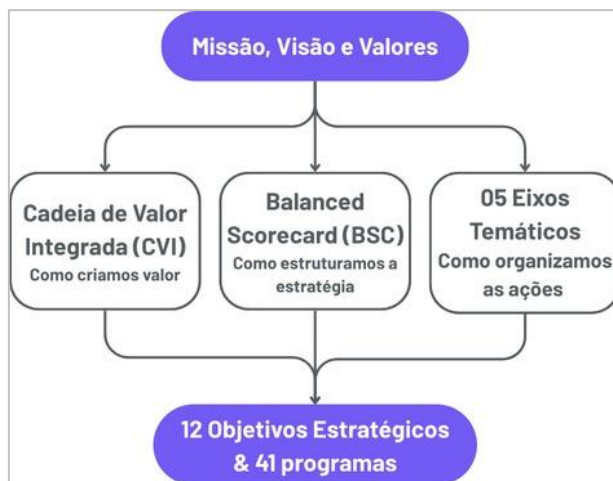 Missão, Visão e Valores
Cadeia de Valor
Integrada (CVI)
Como criamos valor
Balanced
Scorecard (BSC)
Como estruturamos a
estratégia
05 Eixos
Temáticos
Como organizamos
as ações
12 Objetivos Estratégicos
& 41 programas